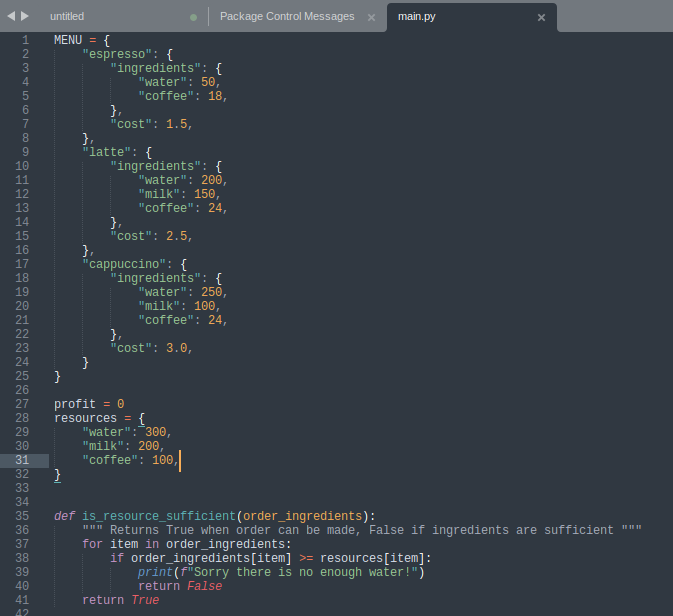 untitled Package Control Messages main.py
1 MENU = {
2     "espresso": {
3         "ingredients": {
4             "water": 50,
5             "coffee": 18,
6         },
7         "cost": 1.5,
8     },
9     "latte": {
10         "ingredients": {
11             "water": 200,
12             "milk": 150,
13             "coffee": 24,
14         },
15         "cost": 2.5,
16     },
17     "cappuccino": {
18         "ingredients": {
19             "water": 250,
20             "milk": 100,
21             "coffee": 24,
22         },
23         "cost": 3.0,
24     }
25 }
26
27 profit = 0
28 resources = {
29     "water": 300,
30     "milk": 200,
31     "coffee": 100,
32 }
33
34
35 def is_resource_sufficient(order_ingredients):
36     """ Returns True when order can be made, False if ingredients are sufficient """
37     for item in order_ingredients:
38         if order_ingredients[item] >= resources[item]:
39             print(f"Sorry there is no enough water!")
40             return False
41     return True
42